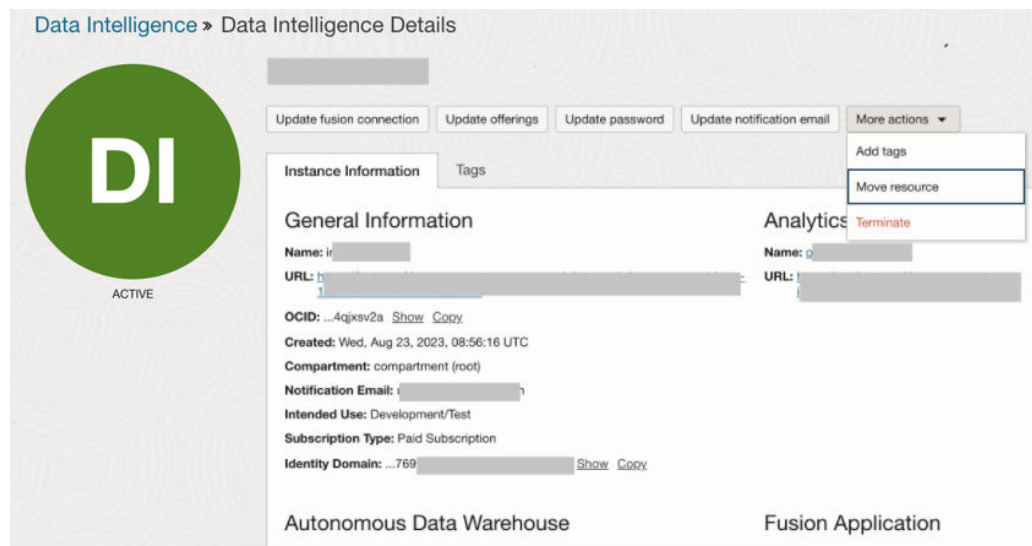 Data Intelligence » Data Intelligence Details
DI
ACTIVE
Update fusion connection
Update offerings
Update password
Update notification email
More actions
Add tags
Move resource
Terminate
Instance Information
Tags
General Information
Name:
URL:
OCID: ...4qjxsv2a Show Copy
Created: Wed, Aug 23, 2023, 08:56:16 UTC
Compartment: compartment (root)
Notification Email:
Intended Use: Development/Test
Subscription Type: Paid Subscription
Identity Domain: ...769 Show Copy
Analytics
Name:
URL:
Autonomous Data Warehouse
Fusion Application